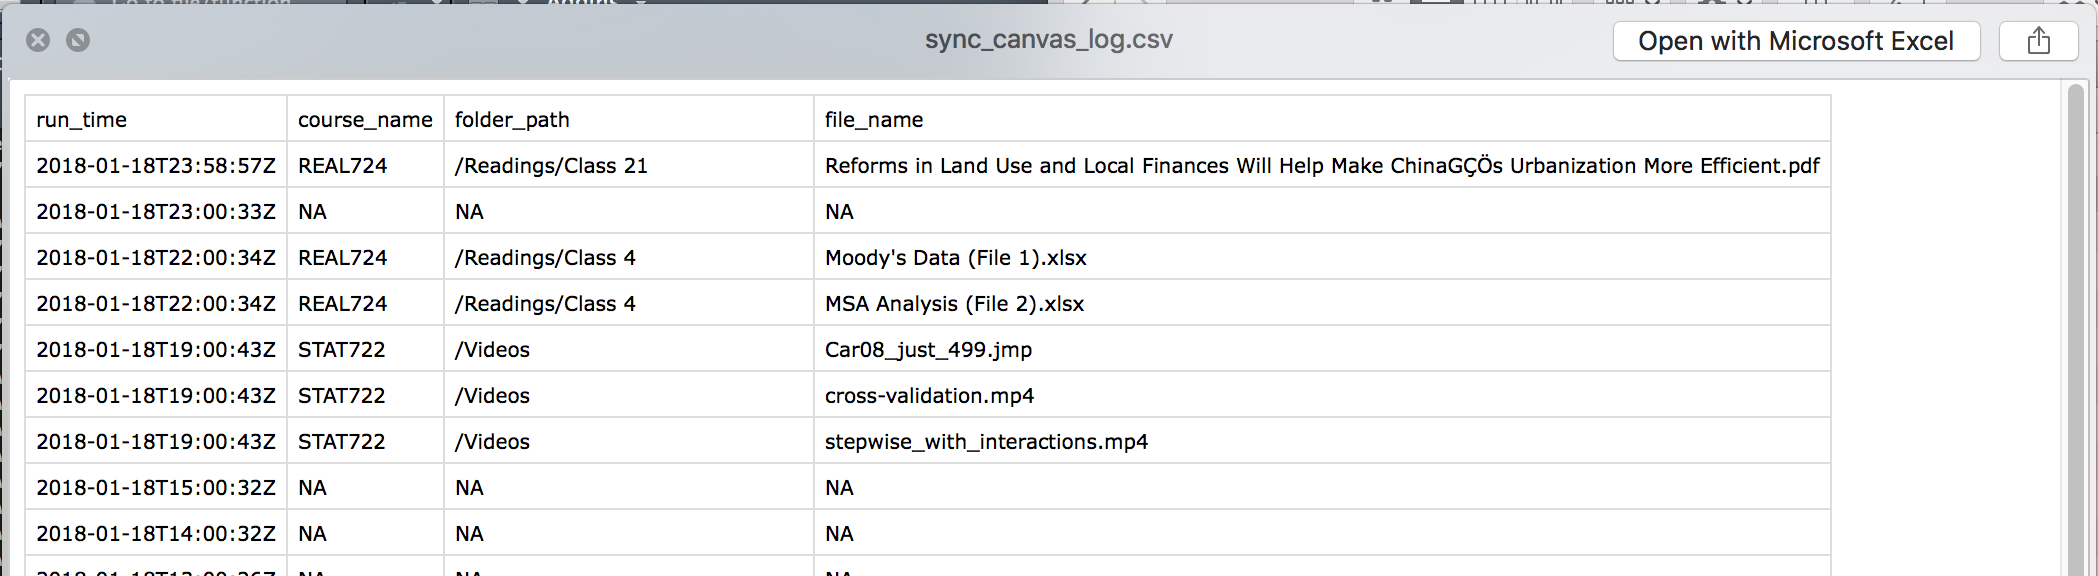 sync_canvas_log.csv
Open with Microsoft Excel
run_time course_name folder_path file_name
2018-01-18T23:58:57Z REAL724 /Readings/Class 21 Reforms in Land Use and Local Finances Will Help Make ChinaGÇÖs Urbanization More Efficient.pdf
2018-01-18T23:00:33Z NA NA NA
2018-01-18T22:00:34Z REAL724 /Readings/Class 4 Moody's Data (File 1).xlsx
2018-01-18T22:00:34Z REAL724 /Readings/Class 4 MSA Analysis (File 2).xlsx
2018-01-18T19:00:43Z STAT722 /Videos Car08_just_499.jmp
2018-01-18T19:00:43Z STAT722 /Videos cross-validation.mp4
2018-01-18T19:00:43Z STAT722 /Videos stepwise_with_interactions.mp4
2018-01-18T15:00:32Z NA NA NA
2018-01-18T14:00:32Z NA NA NA